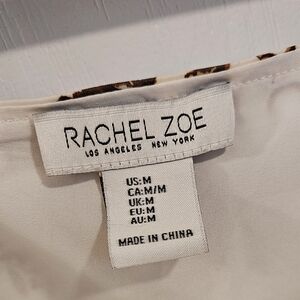 RACHEL ZOE
LOS ANGELES NEW YORK
US:M
CA:M/M
UK:M
EU:M
AU:M
MADE IN CHINA